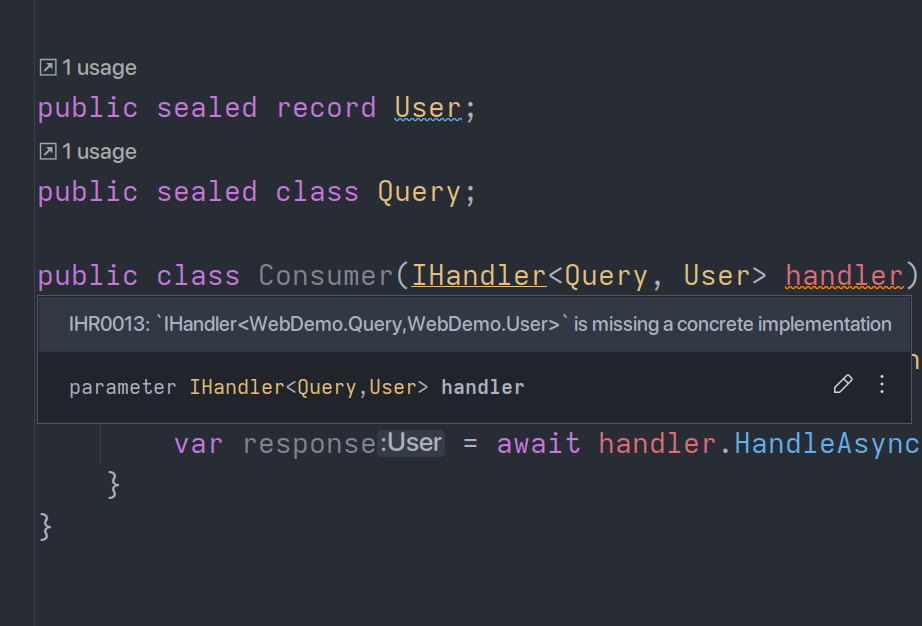 1 usage
public sealed record User;
1 usage
public sealed class Query;
public class Consumer(IHandler<Query, User> handler)
IHR0013: `IHandler<WebDemo.Query,WebDemo.User>` is missing a concrete implementation
parameter IHandler<Query,User> handler
var response :User = await handler.HandleAsync
}
}